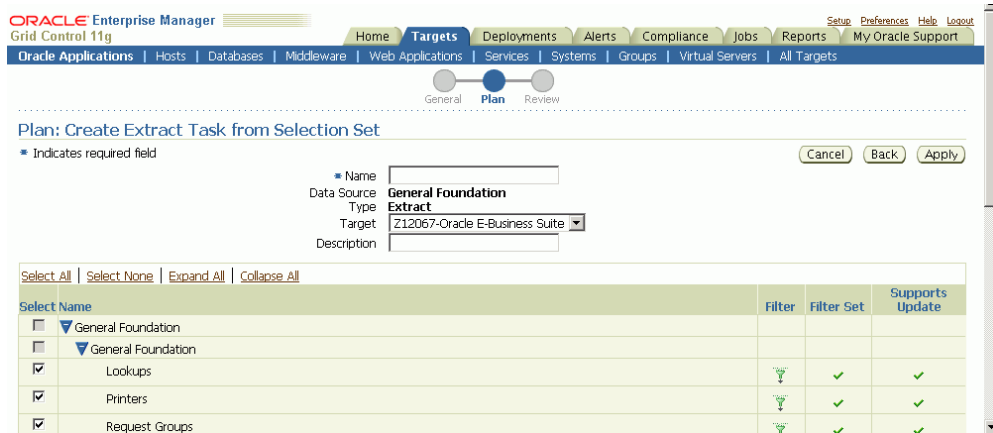 ORACLE Enterprise Manager
Grid Control 11g
Setup Preferences Help Logout
Home Targets Deployments Alerts Compliance Jobs Reports My Oracle Support
Oracle Applications | Hosts | Databases | Middleware | Web Applications | Services | Systems | Groups | Virtual Servers | All Targets
General Plan Review
Plan: Create Extract Task from Selection Set
* Indicates required field
Cancel Back Apply
* Name
Data Source General Foundation
Type Extract
Target Z12067-Oracle E-Business Suite
Description
Select All | Select None | Expand All | Collapse All
Select Name Filter Filter Set Supports Update
General Foundation
General Foundation
Lookups
Printers
Request Groups